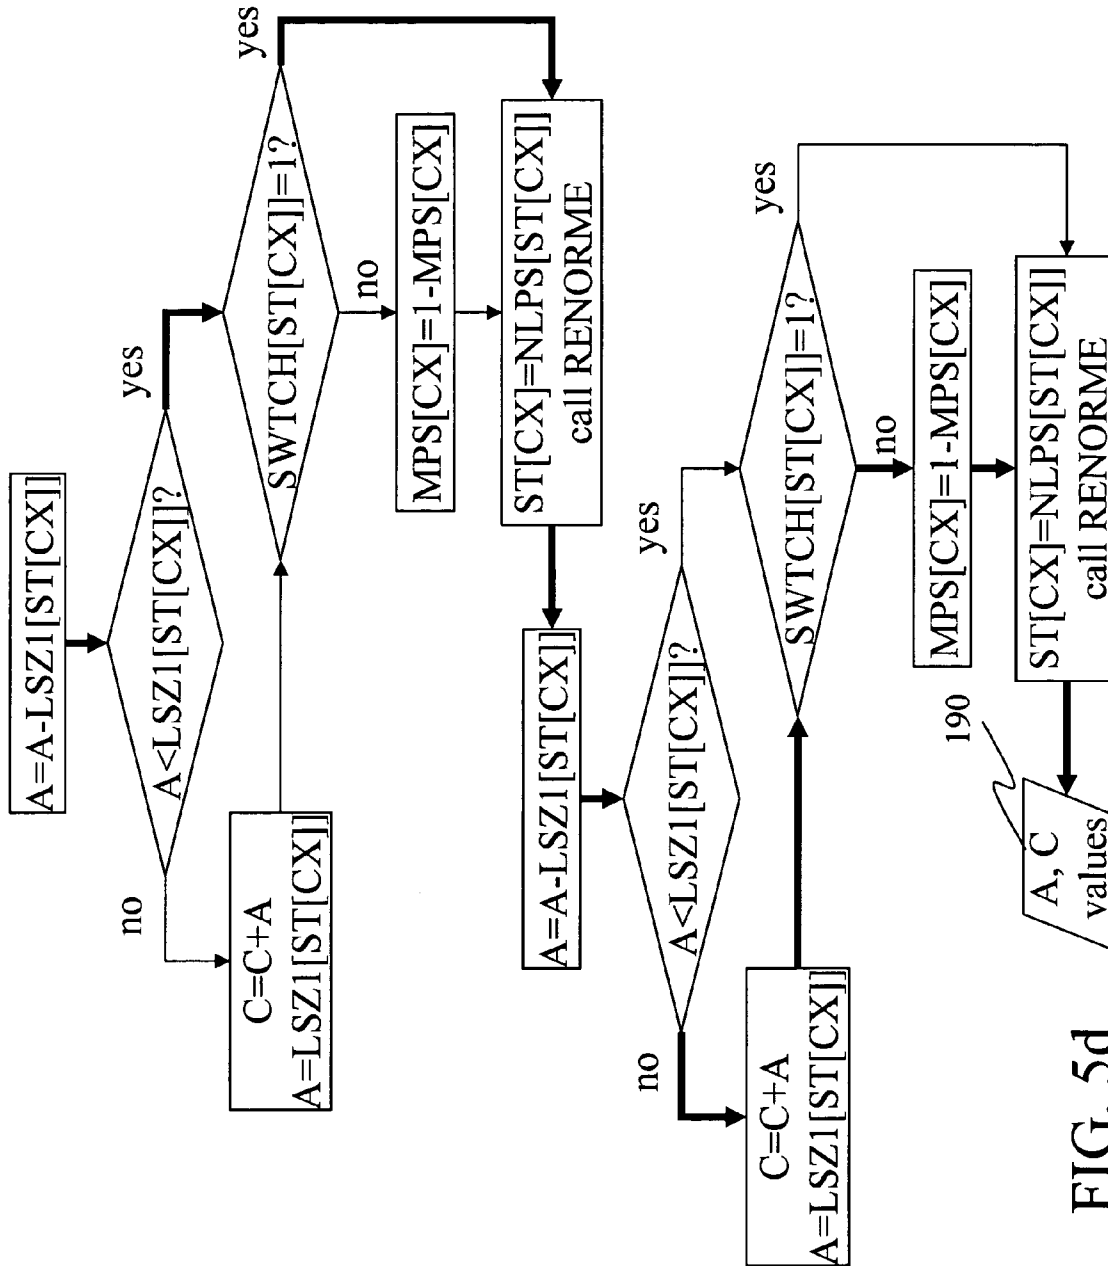 A=A-LSZ1[ST[CX]]
A<LSZ1[ST[CX]]?
yes
no
C=C+A
A=LSZ1[ST[CX]]
SWTCH[ST[CX]]=1?
yes
no
MPS[CX]=1-MPS[CX]
ST[CX]=NLPS[ST[CX]]
call RENORME
A=A-LSZ1[ST[CX]]
A<LSZ1[ST[CX]]?
yes
no
C=C+A
A=LSZ1[ST[CX]]
SWTCH[ST[CX]]=1?
yes
no
MPS[CX]=1-MPS[CX]
ST[CX]=NLPS[ST[CX]]
call RENORME
190
A, C
values
FIG. 5d